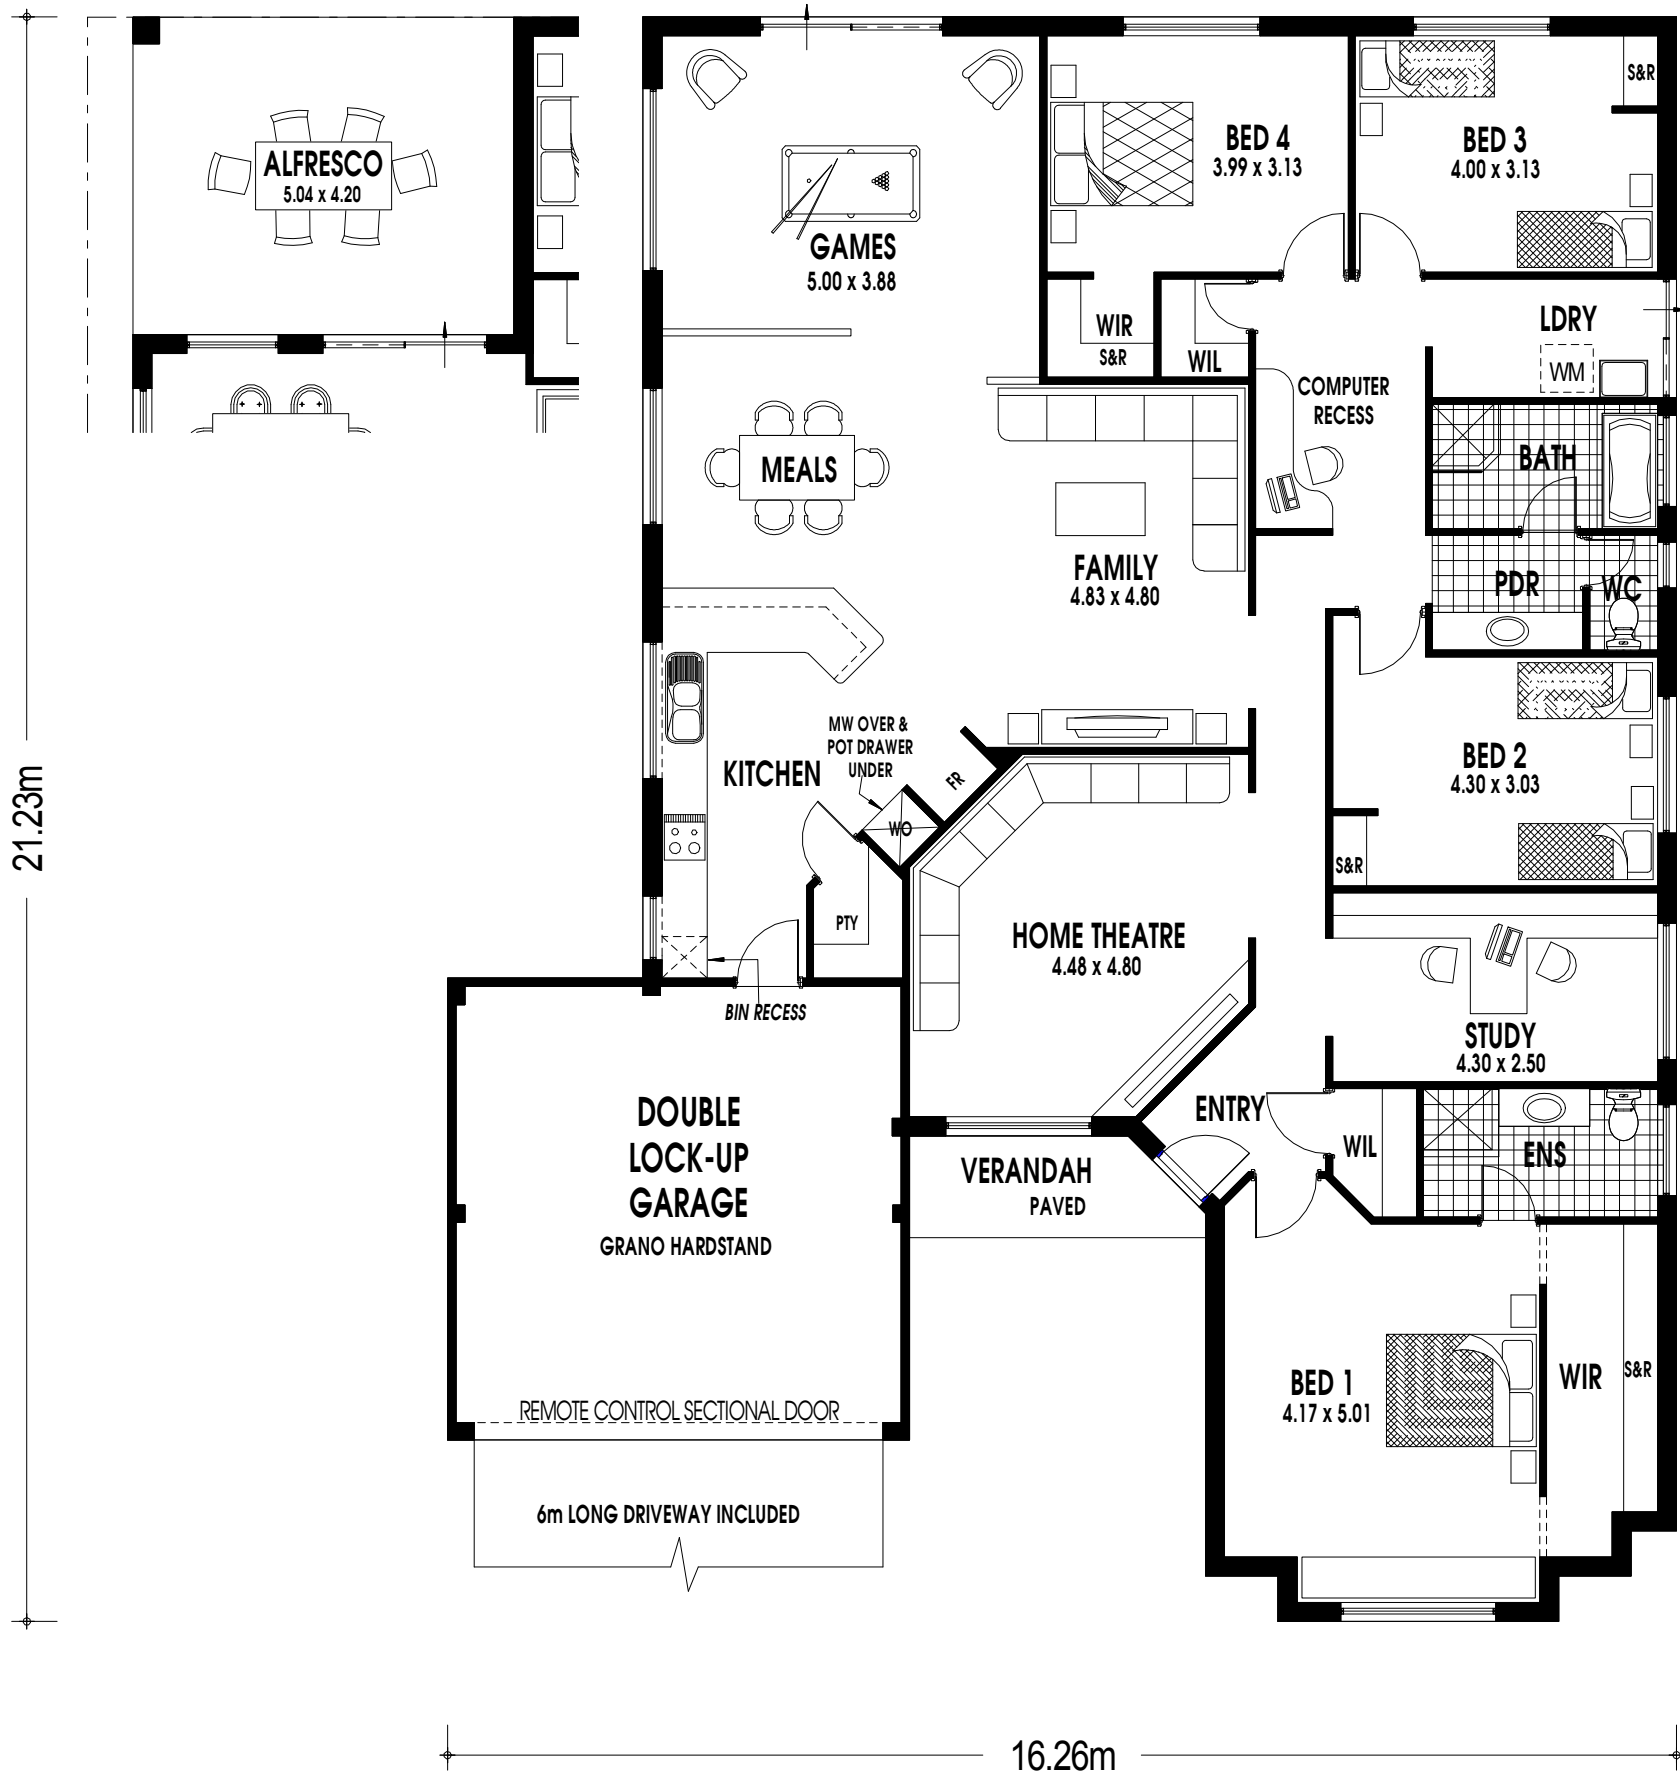 ALFRESCO
5.04 x 4.20
GAMES
5.00 x 3.88
BED 4
3.99 x 3.13
BED 3
4.00 x 3.13
S&R
WIR
S&R
WIL
LDRY
WM
COMPUTER
RECESS
MEALS
BATH
FAMILY
4.83 x 4.80
PDR
WC
21.23m
KITCHEN
MW OVER &
POT DRAWER
UNDER
FR
WO
PTY
BED 2
4.30 x 3.03
S&R
HOME THEATRE
4.48 x 4.80
BIN RECESS
STUDY
4.30 x 2.50
DOUBLE
LOCK-UP
GARAGE
GRANO HARDSTAND
ENTRY
WIL
ENS
VERANDAH
PAVED
BED 1
4.17 x 5.01
WIR
S&R
REMOTE CONTROL SECTIONAL DOOR
6m LONG DRIVEWAY INCLUDED
16.26m